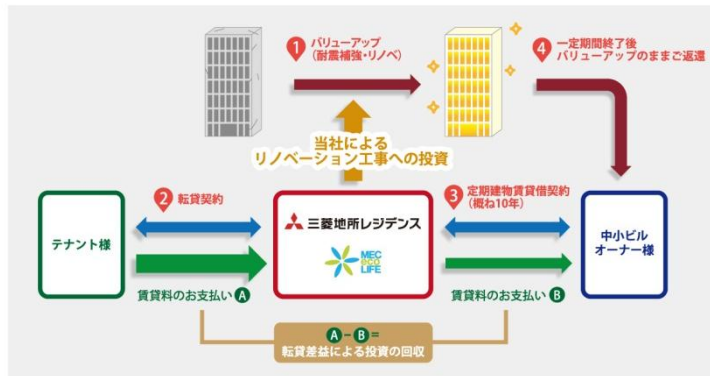 1 バリューアップ
(耐震補強・リノベ)
4 一定期間終了後
バリューアップのままご返還
当社による
リノベーション工事への投資
2 転貸契約
3 定期建物賃貸借契約
(概ね10年)
テナント様
三菱地所レジデンス
MEC
eco
LIFE
中小ビル
オーナー様
賃貸料のお支払い A
賃貸料のお支払い B
A－B＝
転貸差益による投資の回収